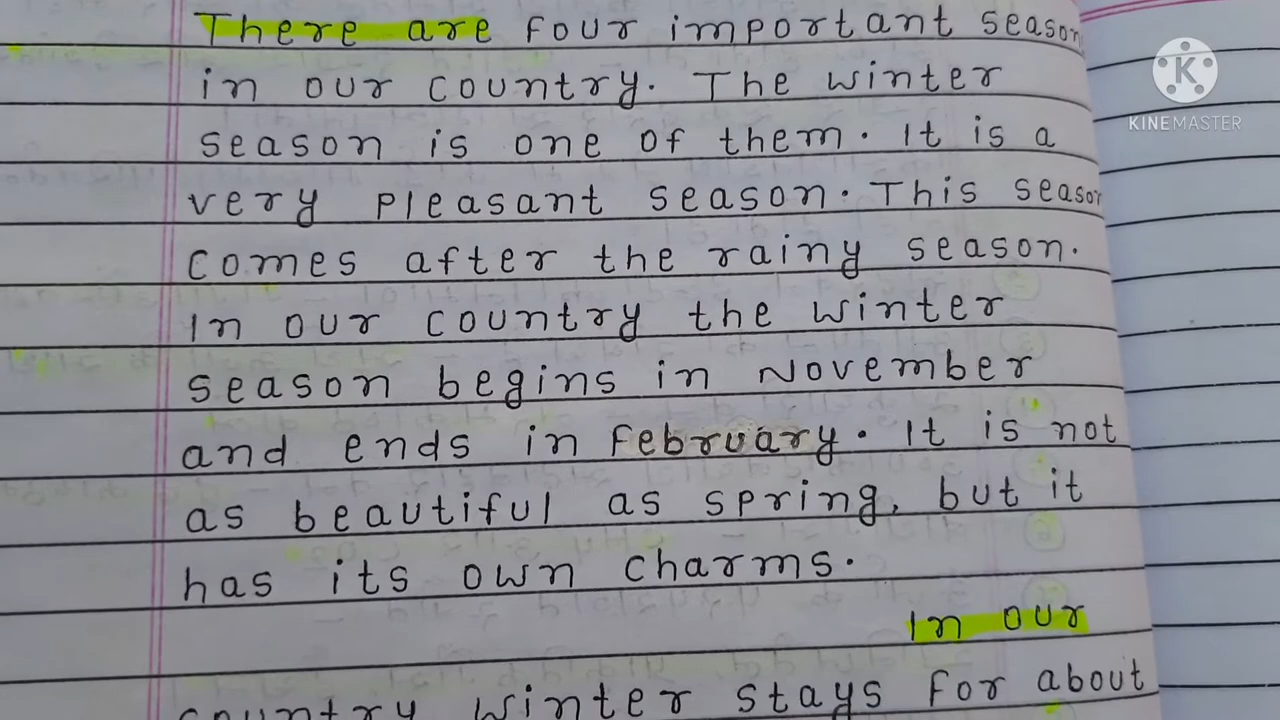 There are four important season
in our country. The winter
season is one of them. It is a
very pleasant season. This season
comes after the rainy season.
In our country the winter
season begins in November
and ends in February. It is not
as beautiful as spring, but it
has its own charms.
In our
country winter stays for about
K
KINEMASTER